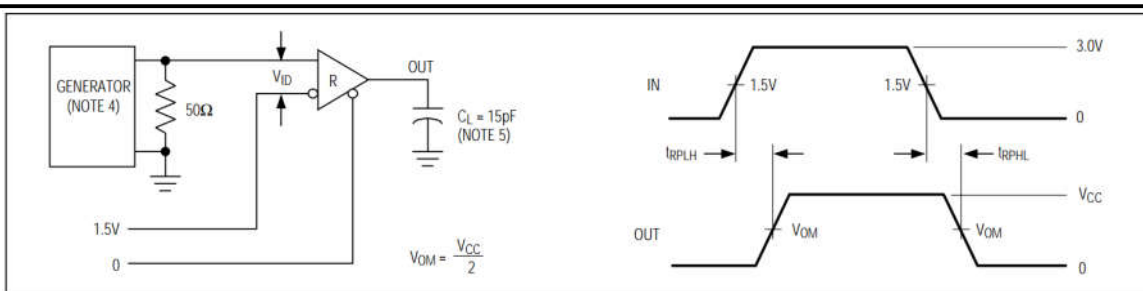 GENERATOR
(NOTE 4)
50Ω
VID
R
OUT
CL = 15pF
(NOTE 5)
1.5V
0
VOM = VCC
2
IN
1.5V
1.5V
3.0V
0
tRPLH
tRPHL
OUT
VOM
VOM
VCC
0